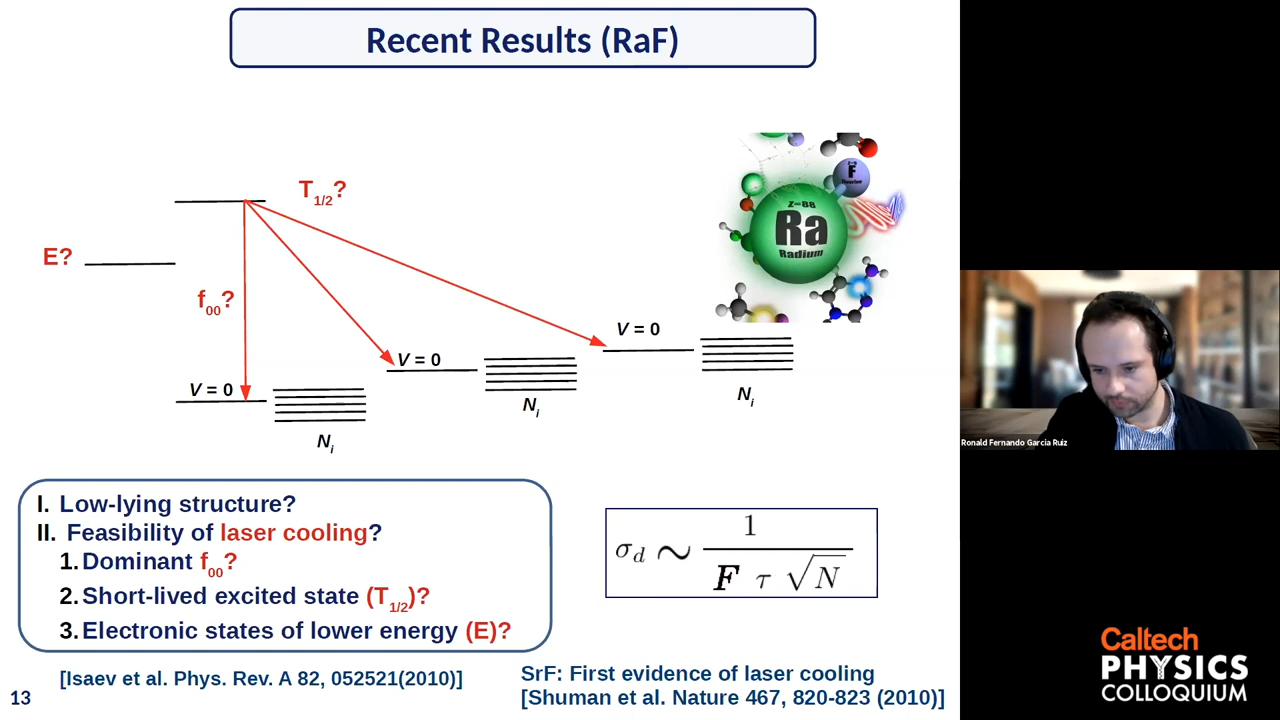 Recent Results (RaF)
T1/2?
E?
f00?
V = 0
Ni
V = 0
Ni
V = 0
Ni
F
Z=88
Ra
Radium
I. Low-lying structure?
II. Feasibility of laser cooling?
1. Dominant f00?
2. Short-lived excited state (T1/2)?
3. Electronic states of lower energy (E)?
σd ∼ 1 / (F τ √N)
[Isaev et al. Phys. Rev. A 82, 052521(2010)]
SrF: First evidence of laser cooling
[Shuman et al. Nature 467, 820-823 (2010)]
13
Ronald Fernando Garcia Ruiz
Caltech
PHYSICS
COLLOQUIUM